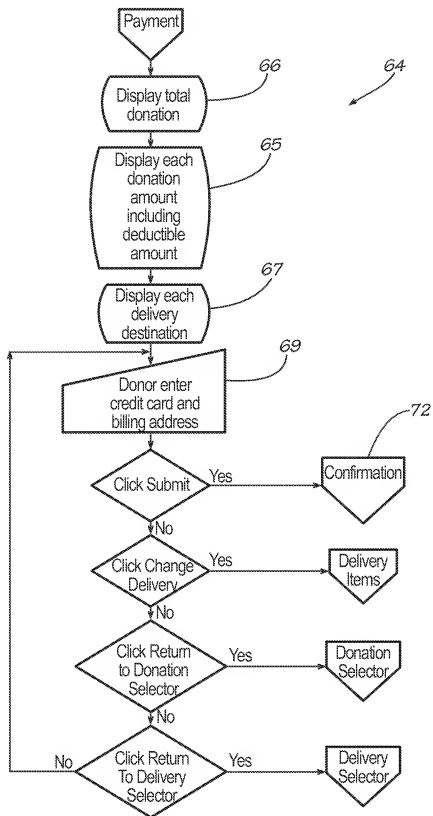 Payment
66
64
Display total
donation
65
Display each
donation
amount
including
deductible
amount
67
Display each
delivery
destination
69
Donor enter
credit card and
billing address
72
Click Submit
Yes
Confirmation
No
Click Change
Delivery
Yes
Delivery
Items
No
Click Return
to Donation
Selector
Yes
Donation
Selector
No
No
Click Return
To Delivery
Selector
Yes
Delivery
Selector